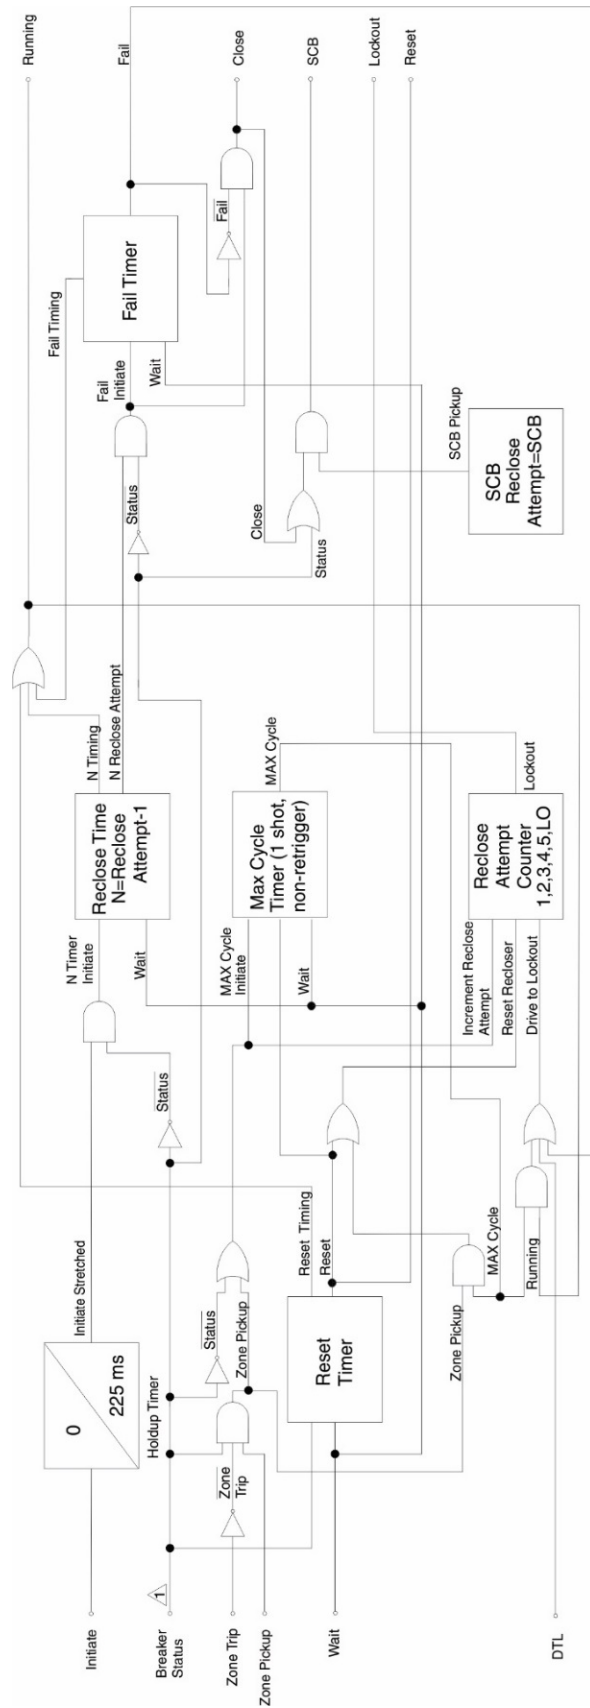 Initiate
0
225 ms
Initiate Stretched
N Timer
Initiate
Reclose Time
N=Reclose
Attempt-1
Wait
N Timing
N Reclose Attempt
Running
Fail Timing
Fail
Initiate
Wait
Fail Timer
Fail
Fail
Close
1
Breaker
Status
Holdup Timer
Status
Status
Status
Close
Status
SCB
SCB Pickup
SCB
Reclose
Attempt=SCB
Zone Trip
Zone
Trip
Zone Pickup
Zone Pickup
MAX Cycle
Initiate
Wait
Max Cycle
Timer (1 shot,
non-retrigger)
MAX Cycle
Wait
Reset
Timer
Reset Timing
Reset
Lockout
Reset
Zone Pickup
MAX Cycle
Running
Increment Reclose
Attempt
Reset Recloser
Drive to Lockout
Reclose
Attempt
Counter
1,2,3,4,5,LO
Lockout
DTL